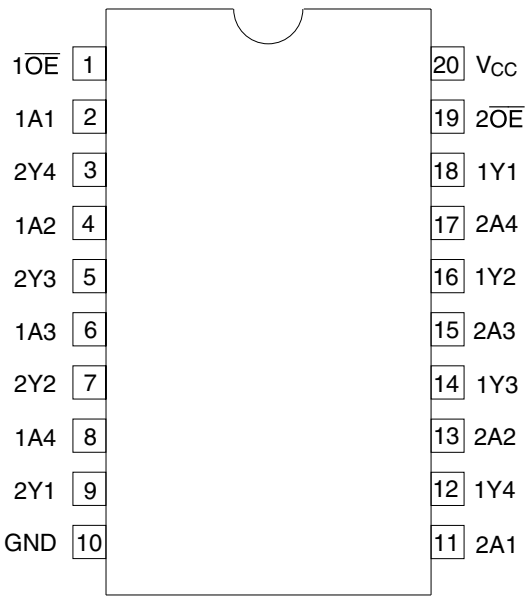 1O̅E̅ 1 20 VCC
1A1 2 19 2O̅E̅
2Y4 3 18 1Y1
1A2 4 17 2A4
2Y3 5 16 1Y2
1A3 6 15 2A3
2Y2 7 14 1Y3
1A4 8 13 2A2
2Y1 9 12 1Y4
GND 10 11 2A1